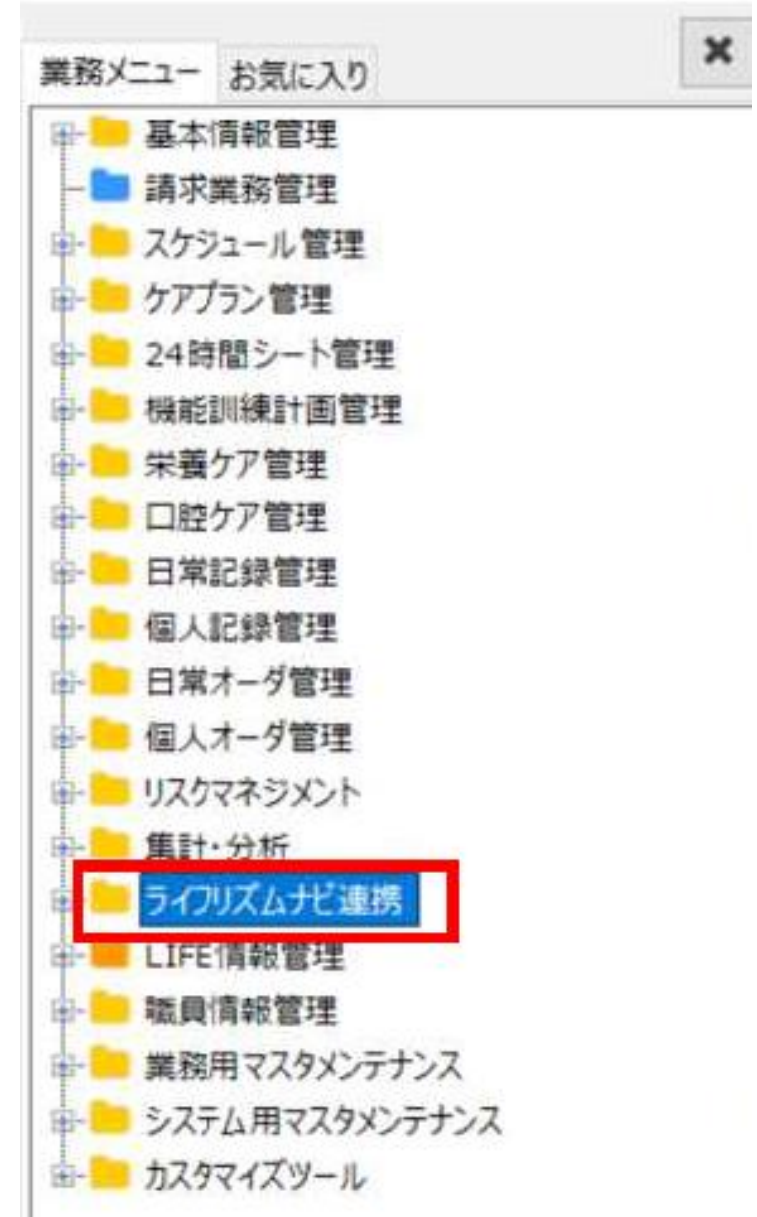 業務メニュー お気に入り
基本情報管理
請求業務管理
スケジュール管理
ケアプラン管理
24時間シート管理
機能訓練計画管理
栄養ケア管理
口腔ケア管理
日常記録管理
個人記録管理
日常オーダ管理
個人オーダ管理
リスクマネジメント
集計・分析
ライフリズムナビ連携
LIFE情報管理
職員情報管理
業務用マスタメンテナンス
システム用マスタメンテナンス
カスタマイズツール